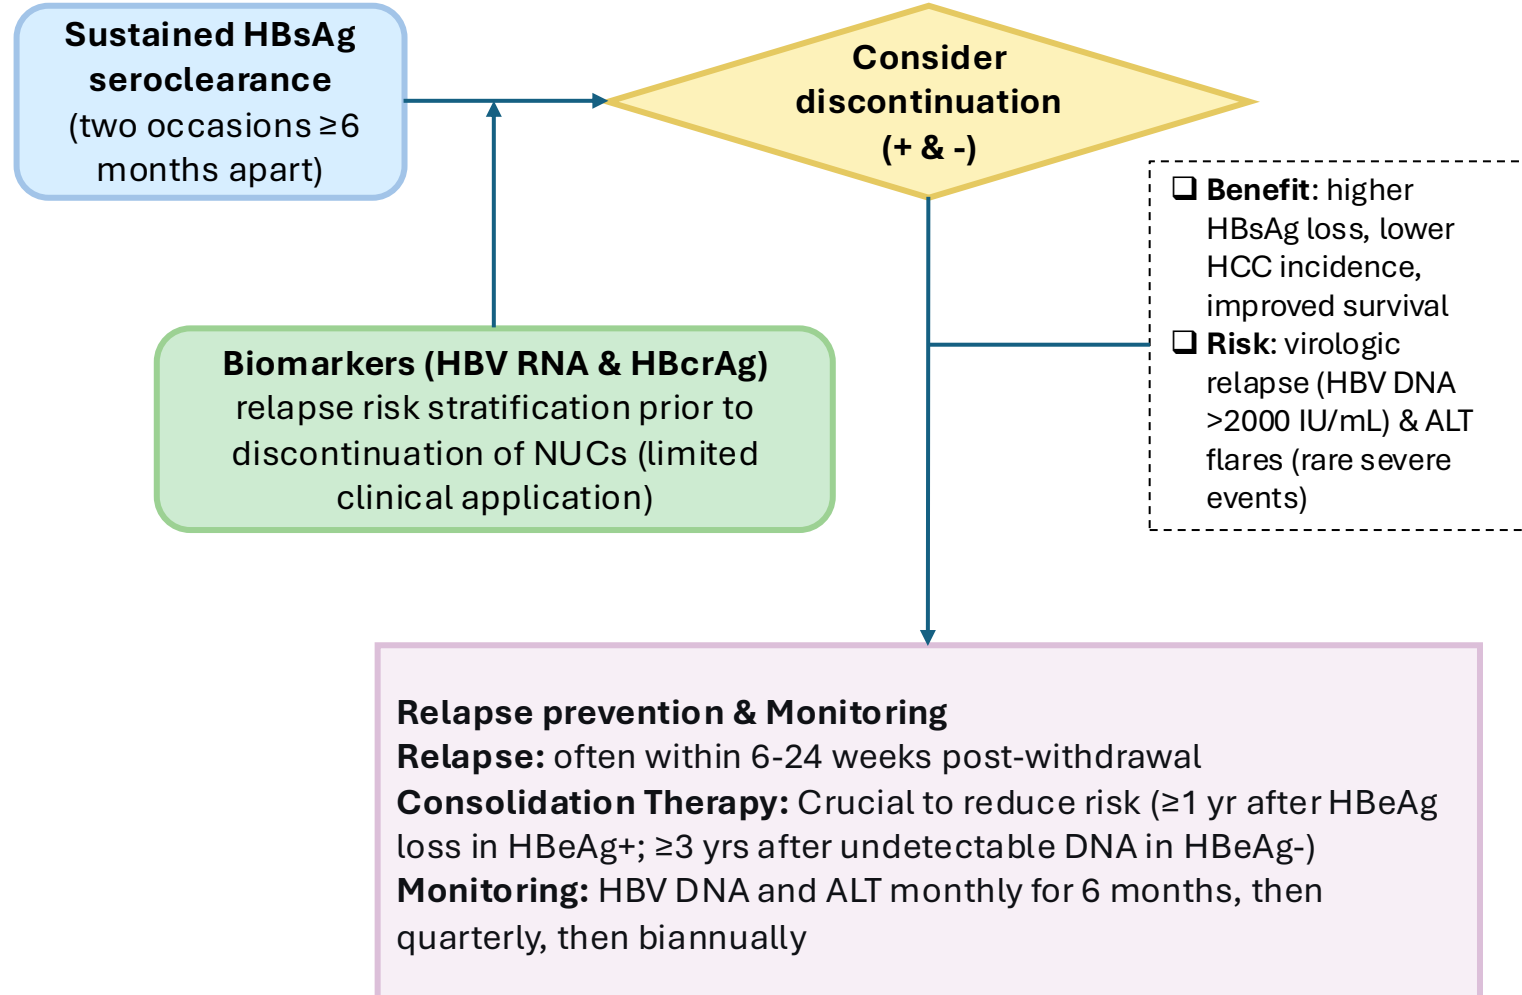 Sustained HBsAg
seroclearance
(two occasions ≥6
months apart)
Consider
discontinuation
(+ & -)
❑ Benefit: higher
HBsAg loss, lower
HCC incidence,
improved survival
❑ Risk: virologic
relapse (HBV DNA
>2000 IU/mL) & ALT
flares (rare severe
events)
Biomarkers (HBV RNA & HBcrAg)
relapse risk stratification prior to
discontinuation of NUCs (limited
clinical application)
Relapse prevention & Monitoring
Relapse: often within 6-24 weeks post-withdrawal
Consolidation Therapy: Crucial to reduce risk (≥1 yr after HBeAg
loss in HBeAg+; ≥3 yrs after undetectable DNA in HBeAg-)
Monitoring: HBV DNA and ALT monthly for 6 months, then
quarterly, then biannually